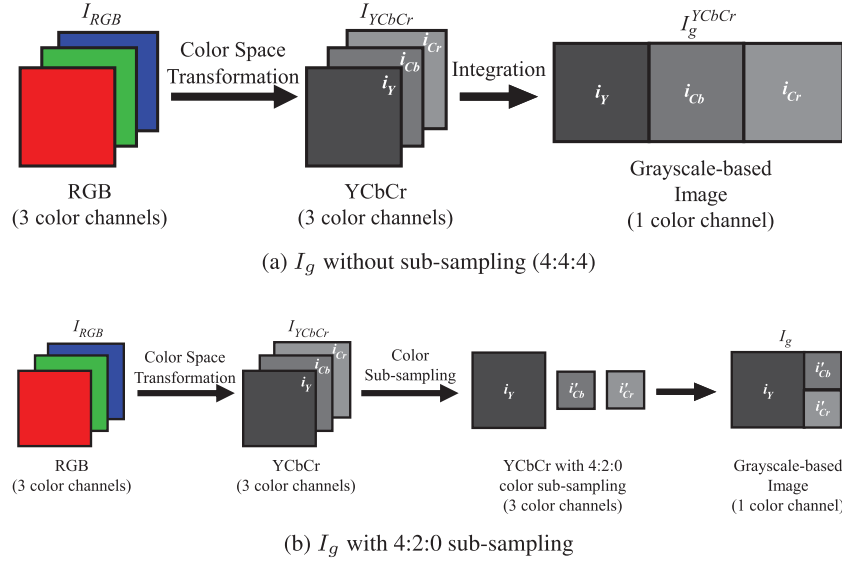 I_RGB
Color Space
Transformation
I_YCbCr
i_Cr
i_Cb
i_Y
Integration
I_g^YCbCr
i_Y
i_Cb
i_Cr
RGB
(3 color channels)
YCbCr
(3 color channels)
Grayscale-based
Image
(1 color channel)
(a) I_g without sub-sampling (4:4:4)
I_RGB
Color Space
Transformation
I_YCbCr
i_Cr
i_Cb
i_Y
Color
Sub-sampling
i_Y
i'_Cb
i'_Cr
I_g
i_Y
i'_Cb
i'_Cr
RGB
(3 color channels)
YCbCr
(3 color channels)
YCbCr with 4:2:0
color sub-sampling
(3 color channels)
Grayscale-based
Image
(1 color channel)
(b) I_g with 4:2:0 sub-sampling